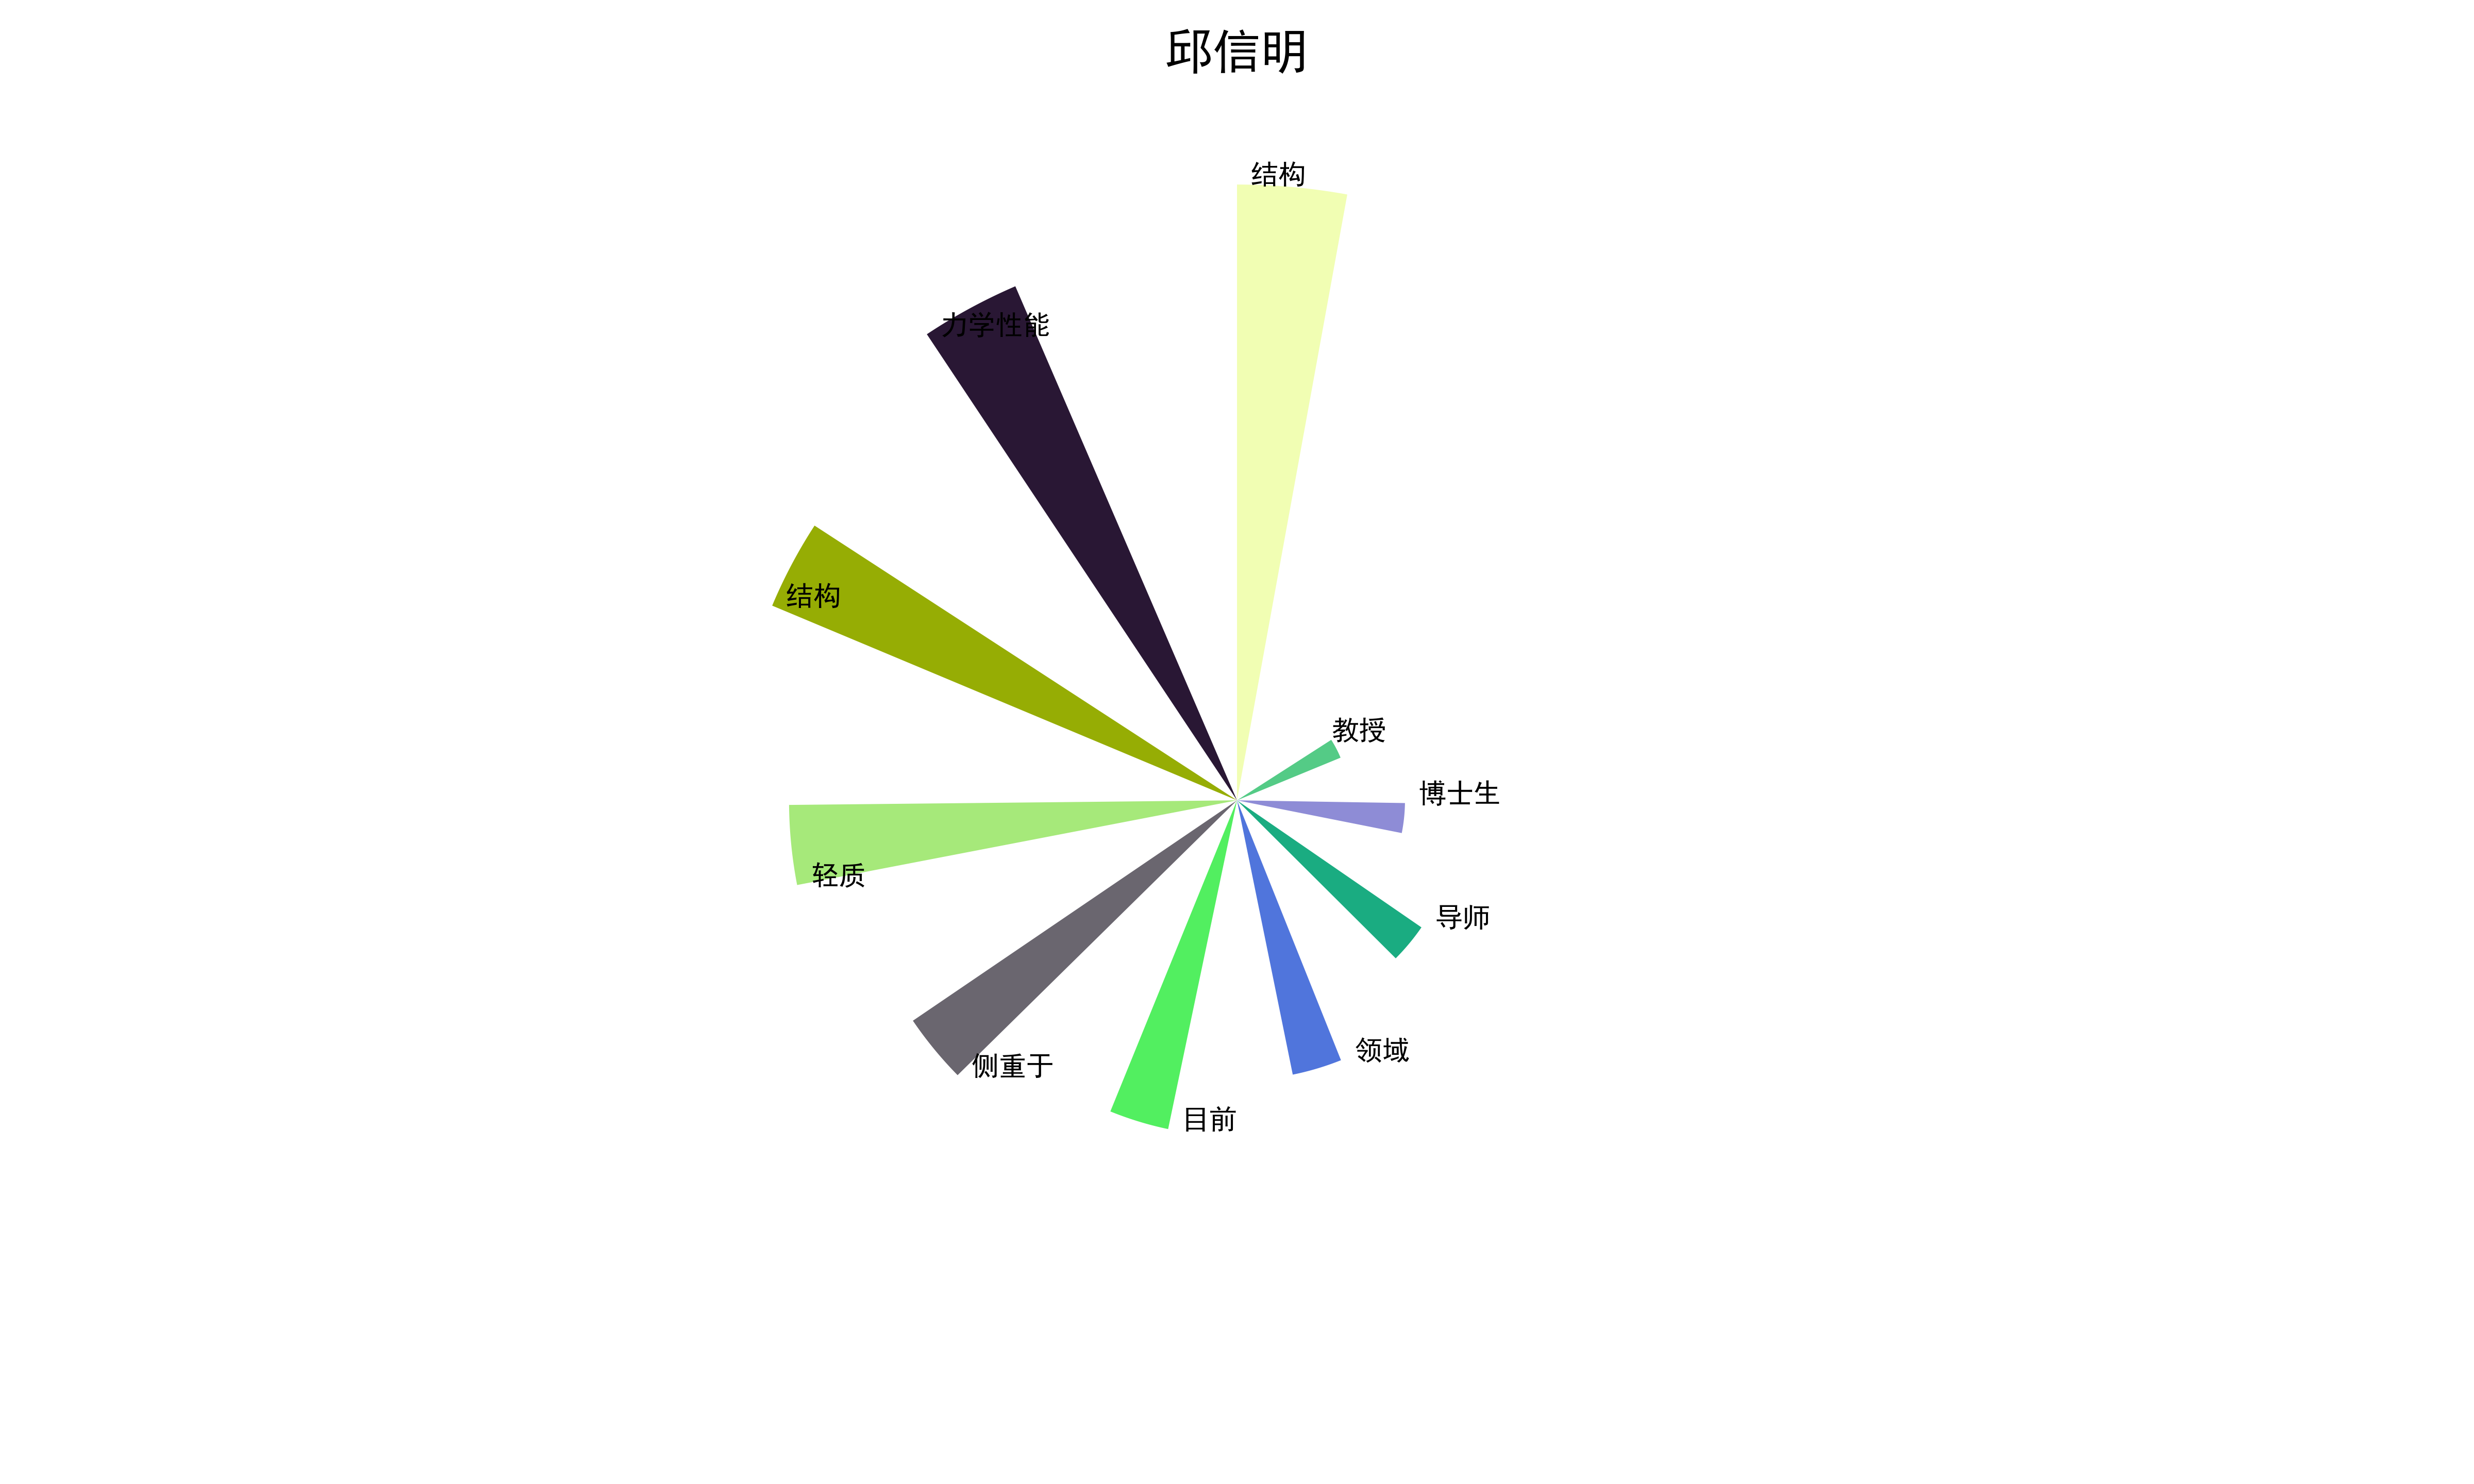 邱信明
结构
力学性能
结构
教授
博士生
轻质
导师
领域
侧重于
目前